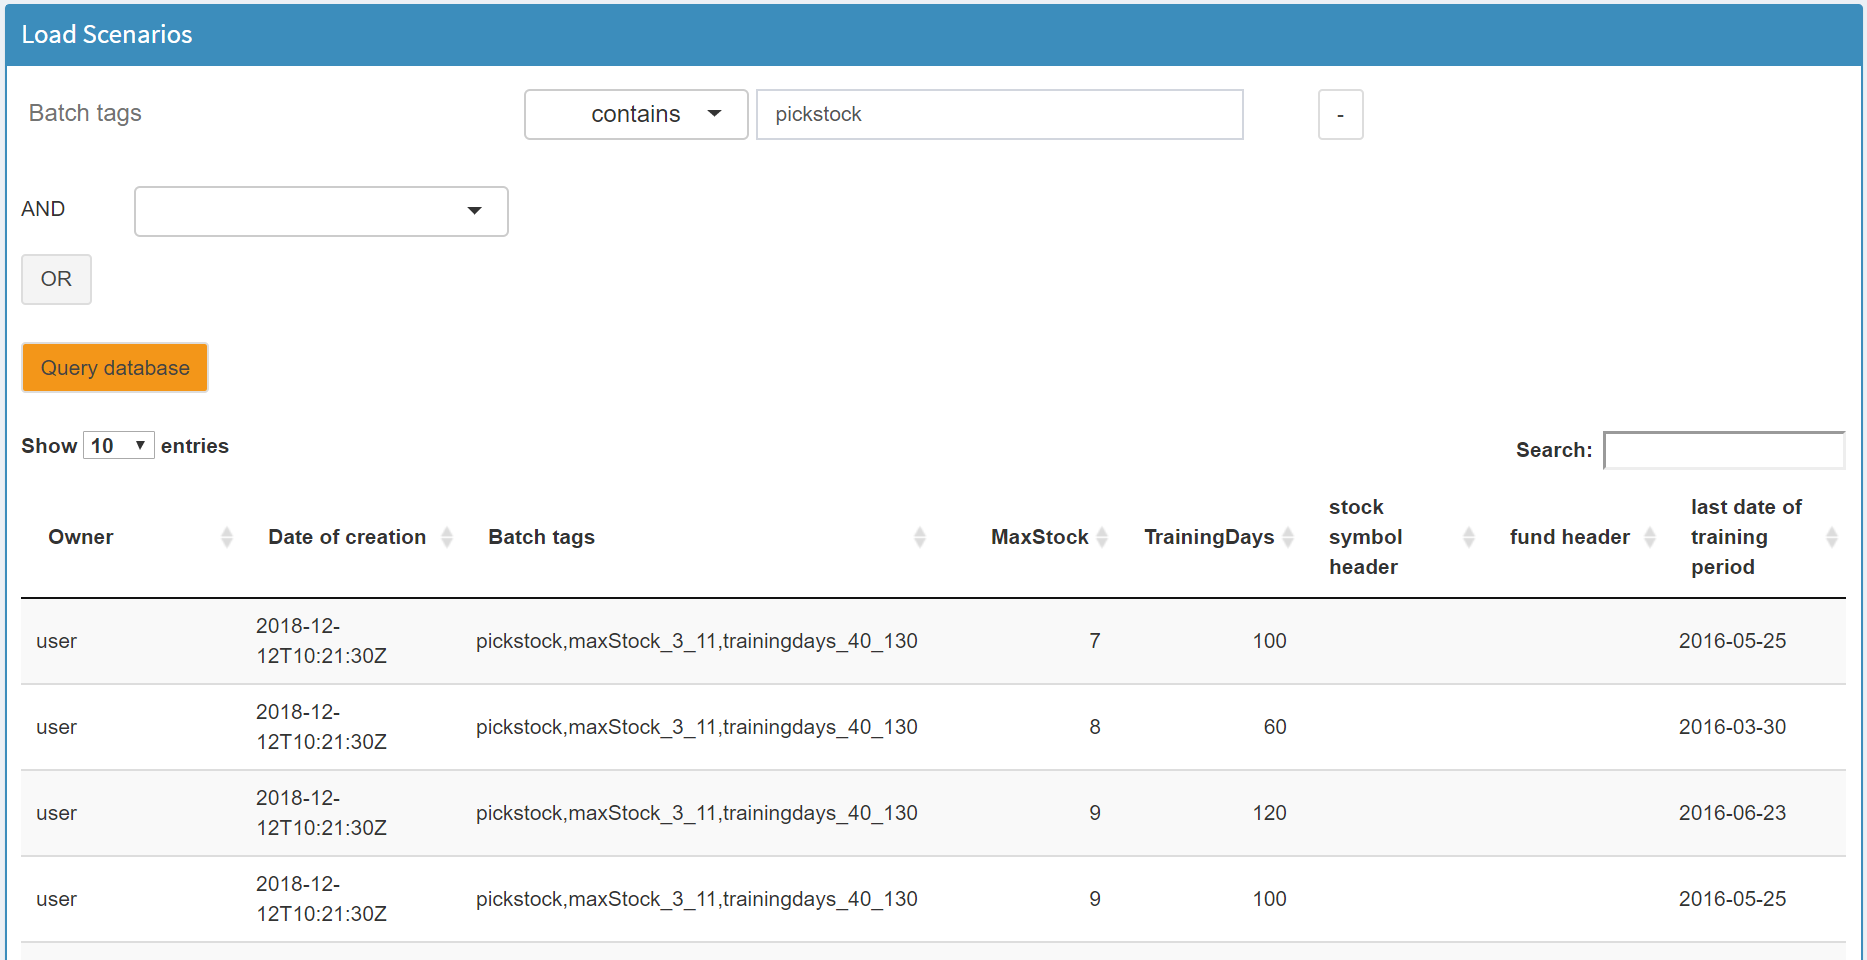 Load Scenarios
Batch tags contains pickstock -
AND
OR
Query database
Show 10 entries Search:
Owner Date of creation Batch tags MaxStock TrainingDays stock symbol header fund header last date of training period
user 2018-12-12T10:21:30Z pickstock,maxStock_3_11,trainingdays_40_130 7 100 2016-05-25
user 2018-12-12T10:21:30Z pickstock,maxStock_3_11,trainingdays_40_130 8 60 2016-03-30
user 2018-12-12T10:21:30Z pickstock,maxStock_3_11,trainingdays_40_130 9 120 2016-06-23
user 2018-12-12T10:21:30Z pickstock,maxStock_3_11,trainingdays_40_130 9 100 2016-05-25